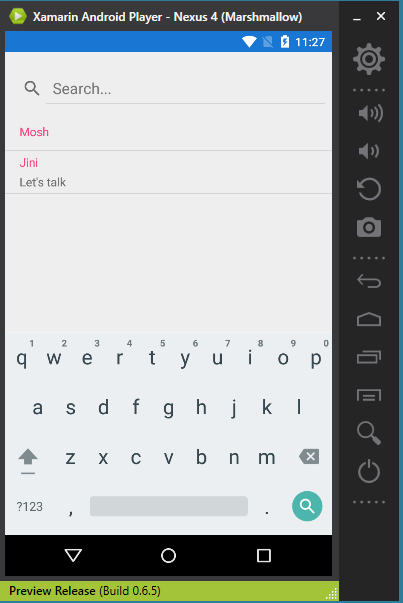 Xamarin Android Player - Nexus 4 (Marshmallow)
11:27
Search...
Mosh
Jini
Let's talk
1 2 3 4 5 6 7 8 9 0
q w e r t y u i o p
a s d f g h j k l
z x c v b n m
?123 , .
Preview Release (Build 0.6.5)